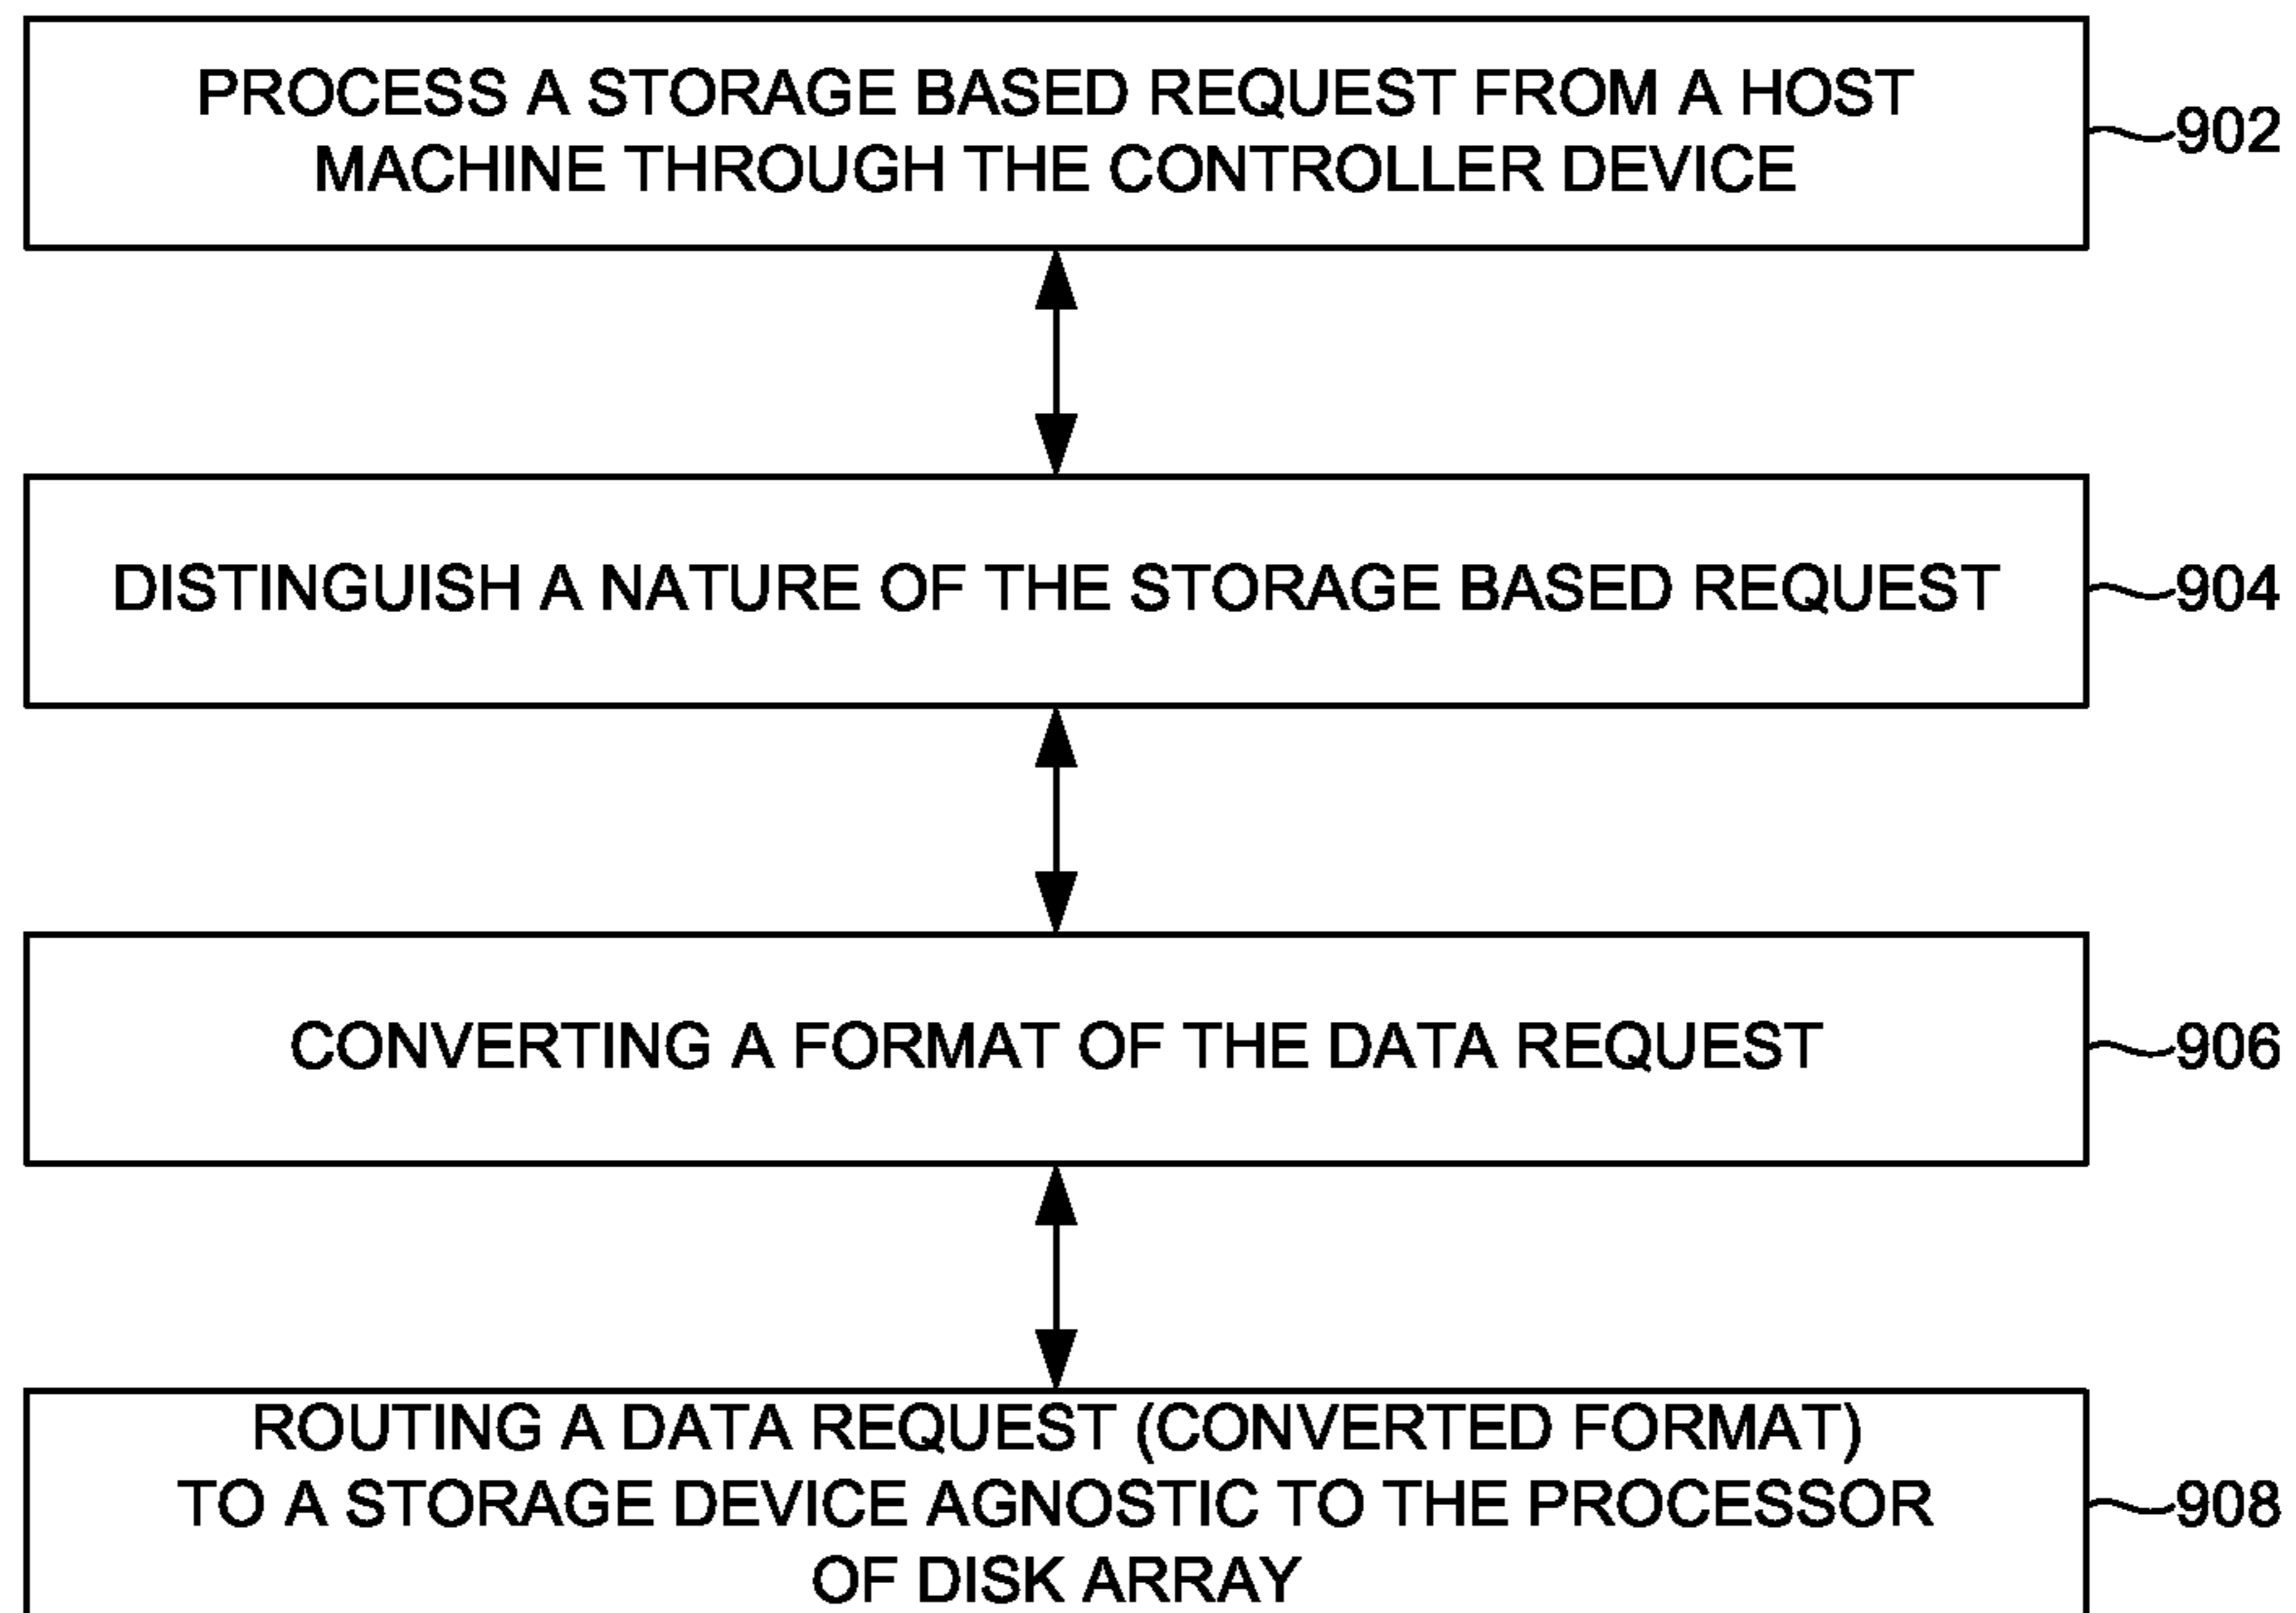 PROCESS A STORAGE BASED REQUEST FROM A HOST
MACHINE THROUGH THE CONTROLLER DEVICE
902
DISTINGUISH A NATURE OF THE STORAGE BASED REQUEST
904
CONVERTING A FORMAT OF THE DATA REQUEST
906
ROUTING A DATA REQUEST (CONVERTED FORMAT)
TO A STORAGE DEVICE AGNOSTIC TO THE PROCESSOR
OF DISK ARRAY
908